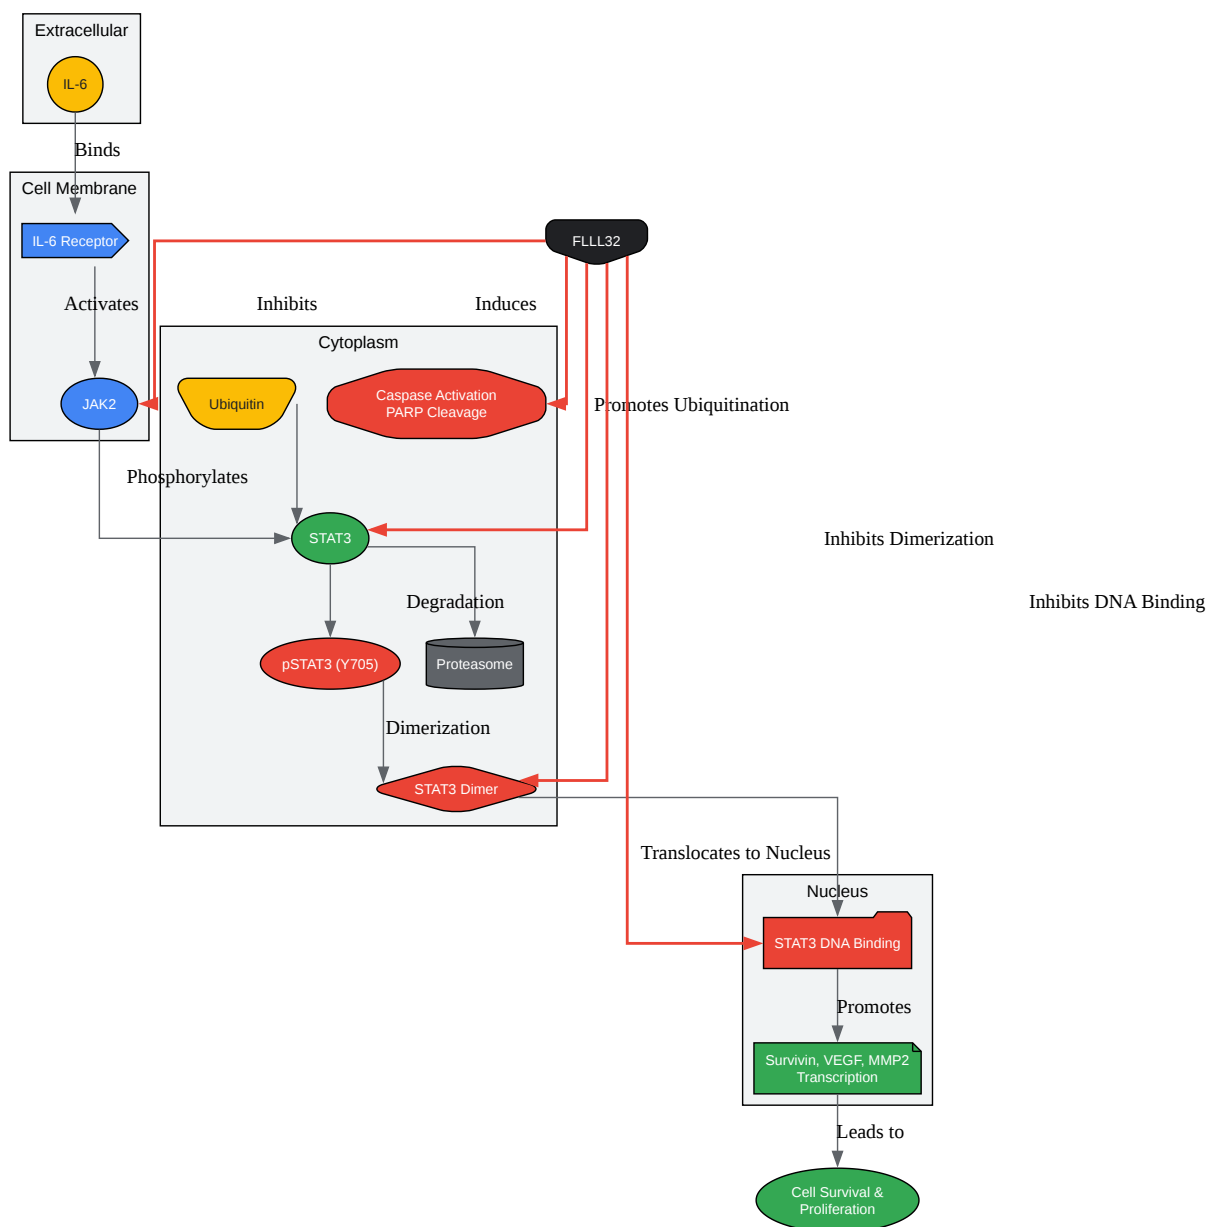 Extracellular
IL-6
Binds
Cell Membrane
IL-6 Receptor
FLLL32
Activates
Inhibits
Induces
Cytoplasm
JAK2
Ubiquitin
Caspase Activation
PARP Cleavage
Promotes Ubiquitination
Phosphorylates
STAT3
Inhibits Dimerization
Degradation
Inhibits DNA Binding
pSTAT3 (Y705)
Proteasome
Dimerization
STAT3 Dimer
Translocates to Nucleus
Nucleus
STAT3 DNA Binding
Promotes
Survivin, VEGF, MMP2
Transcription
Leads to
Cell Survival &
Proliferation